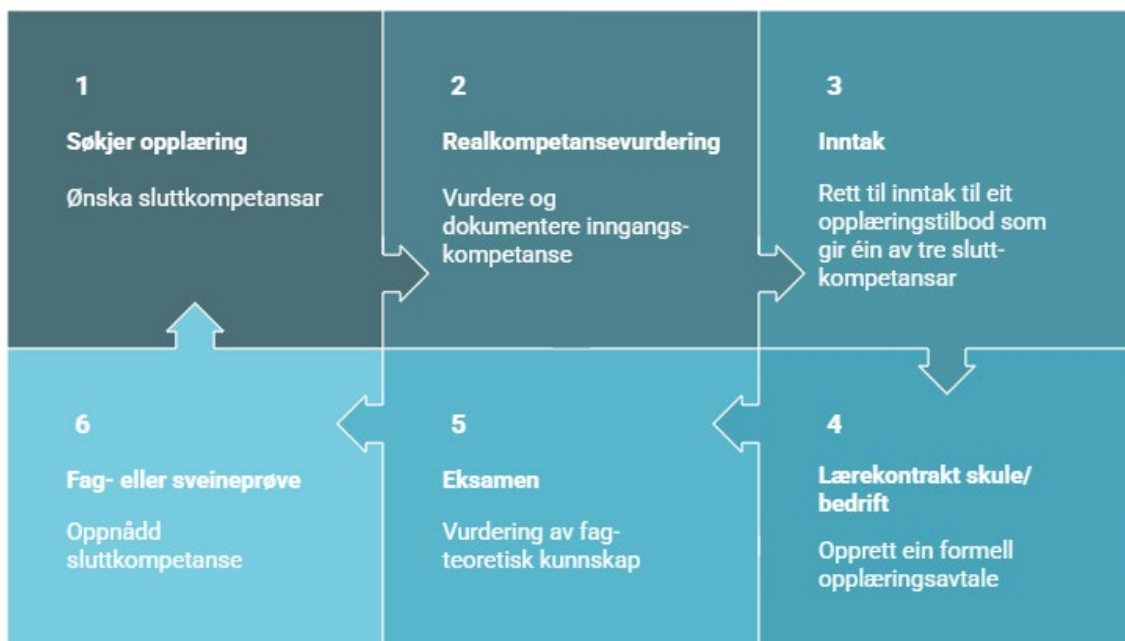 1
Søkjer opplæring
Ønska sluttkompetansar
2
Realkompetansevurdering
Vurdere og
dokumentere inngangs-
kompetanse
3
Inntak
Rett til inntak til eit
opplæringstilbod som
gir éin av tre slutt-
kompetansar
4
Lærekontrakt skule/
bedrift
Opprett ein formell
opplæringsavtale
5
Eksamen
Vurdering av fag-
teoretisk kunnskap
6
Fag- eller sveineprøve
Oppnådd
sluttkompetanse